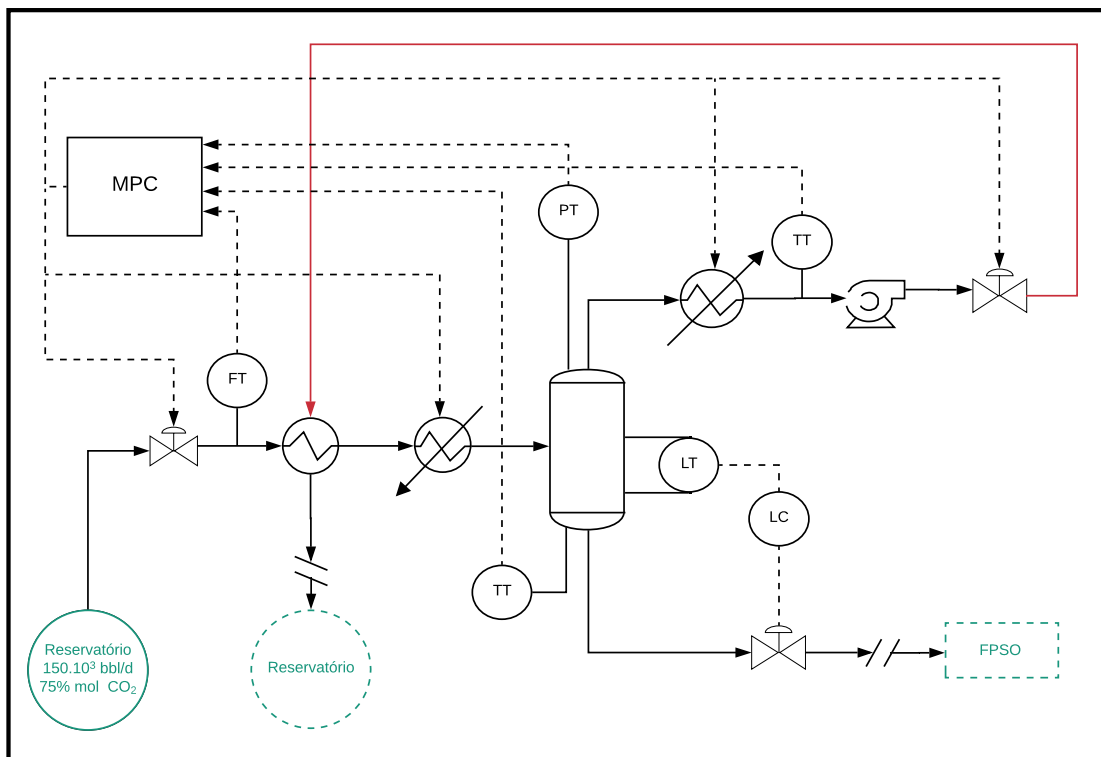 MPC
PT
TT
FT
LT
LC
TT
Reservatório
150.10³ bbl/d
75% mol CO₂
Reservatório
FPSO